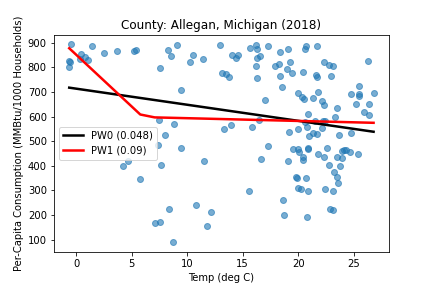 County: Allegan, Michigan (2018)
Per-Capita Consumption (MMBtu/1000 Households)
900
800
700
600
500
400
300
200
100
PW0 (0.048)
PW1 (0.09)
0 5 10 15 20 25
Temp (deg C)